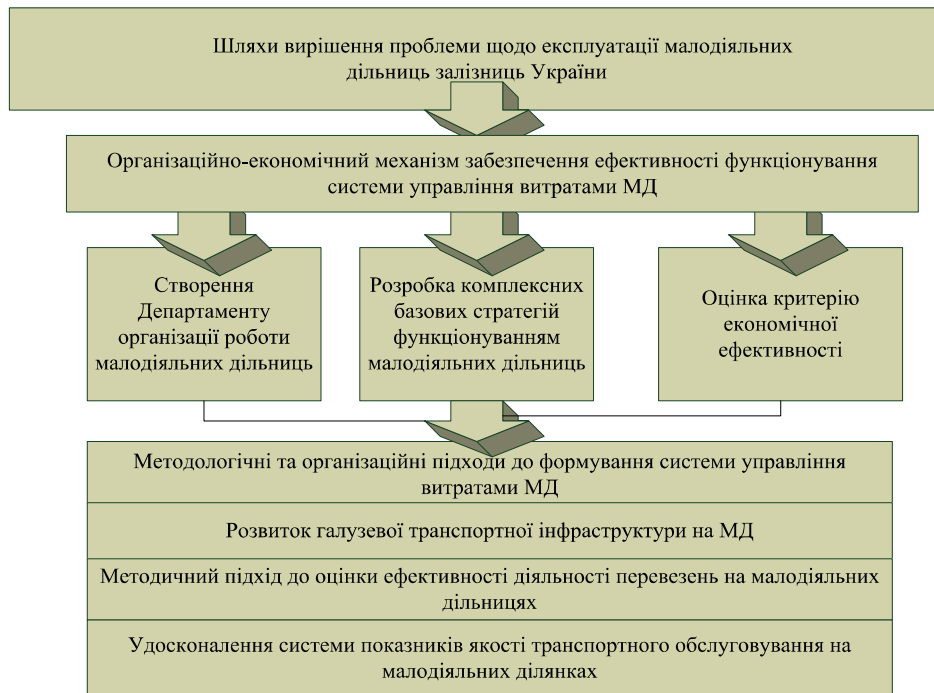 Шляхи вирішення проблеми щодо експлуатації малодіяльних
дільниць залізниць України
Організаційно-економічний механізм забезпечення ефективності функціонування
системи управління витратами МД
Створення
Департаменту
організації роботи
малодіяльних дільниць
Розробка комплексних
базових стратегій
функціонуванням
малодіяльних дільниць
Оцінка критерію
економічної
ефективності
Методологічні та організаційні підходи до формування системи управління
витратами МД
Розвиток галузевої транспортної інфраструктури на МД
Методичний підхід до оцінки ефективності діяльності перевезень на малодіяльних
дільницях
Удосконалення системи показників якості транспортного обслуговування на
малодіяльних ділянках